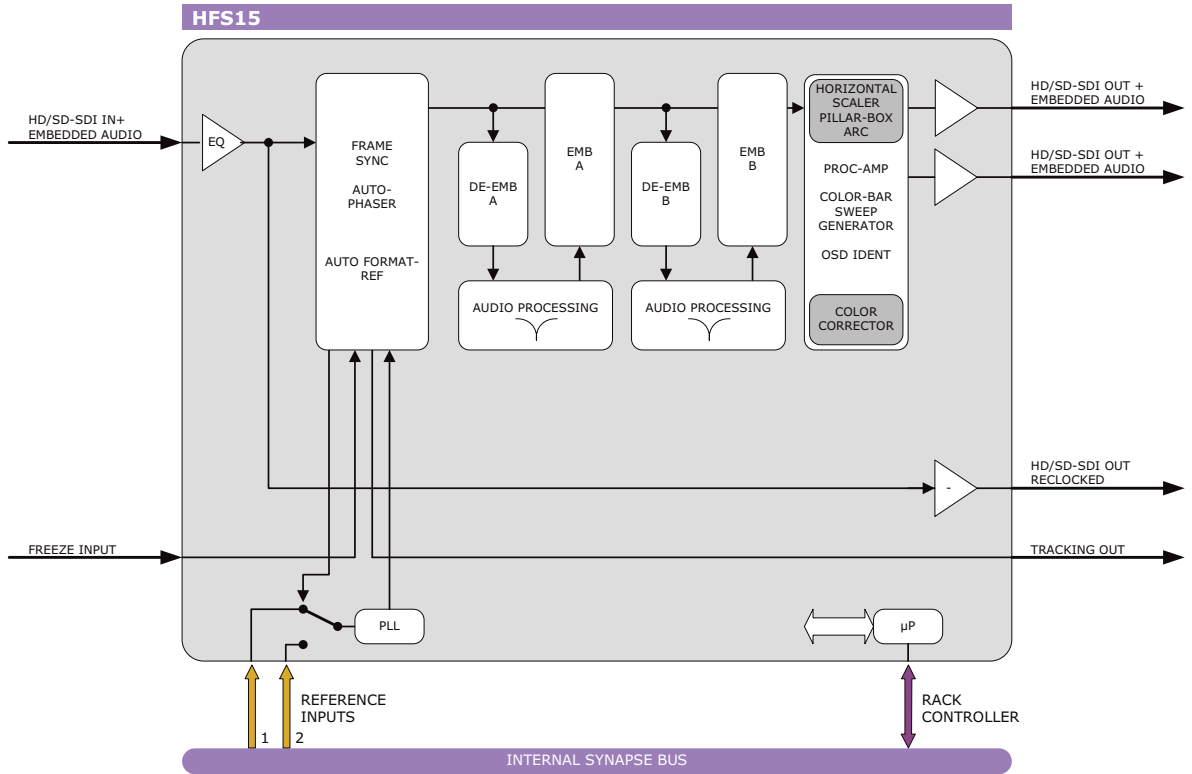 HFS15
HD/SD-SDI IN+
EMBEDDED AUDIO
EQ
FRAME
SYNC
AUTO-
PHASER
AUTO FORMAT-
REF
DE-EMB
A
EMB
A
AUDIO PROCESSING
DE-EMB
B
EMB
B
AUDIO PROCESSING
HORIZONTAL
SCALER
PILLAR-BOX
ARC
PROC-AMP
COLOR-BAR
SWEEP
GENERATOR
OSD IDENT
COLOR
CORRECTOR
HD/SD-SDI OUT +
EMBEDDED AUDIO
HD/SD-SDI OUT +
EMBEDDED AUDIO
-
HD/SD-SDI OUT
RECLOCKED
FREEZE INPUT
TRACKING OUT
PLL
µP
REFERENCE
INPUTS
1
2
RACK
CONTROLLER
INTERNAL SYNAPSE BUS